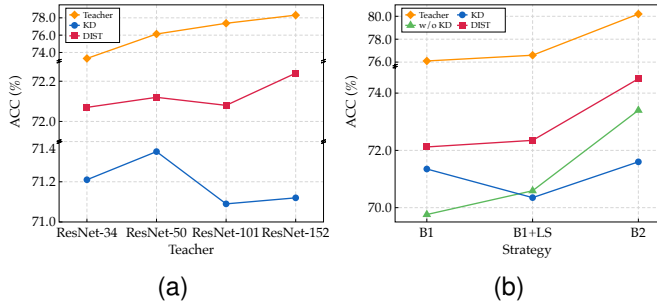 78.0
76.0
74.0
72.2
72.0
71.4
71.2
71.0
ACC (%)
Teacher
KD
DIST
ResNet-34 ResNet-50 ResNet-101 ResNet-152
Teacher
(a)
80.0
78.0
76.0
74.0
72.0
70.0
ACC (%)
Teacher KD
w/o KD DIST
B1 B1+LS B2
Strategy
(b)